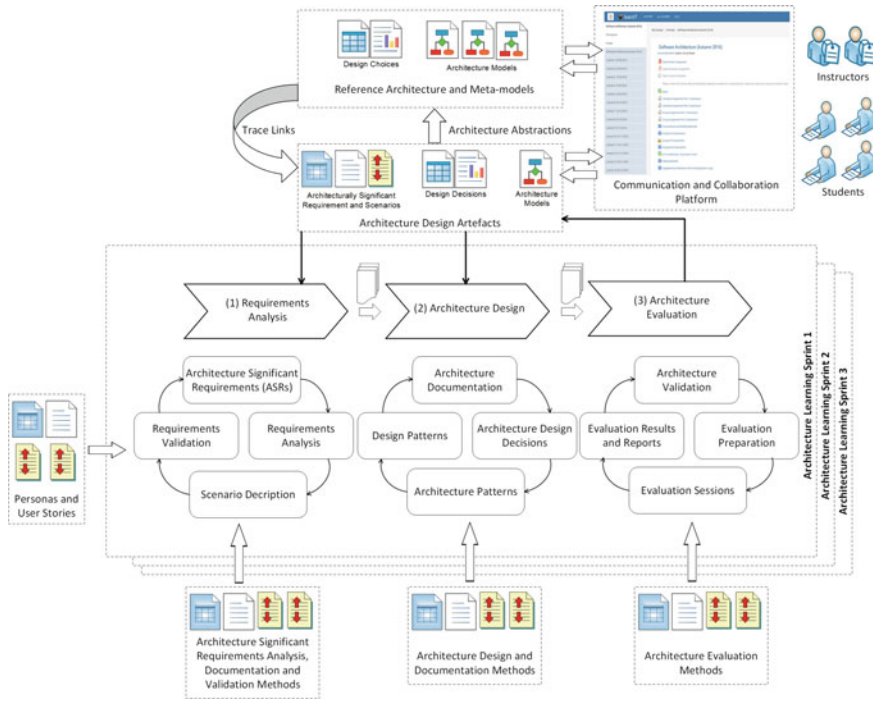 Design Choices
Architecture Models
Reference Architecture and Meta-models
Trace Links
Architecture Abstractions
Architecturally Significant
Requirement and Scenarios
Design Decisions
Architecture
Models
Architecture Design Artefacts
Communication and Collaboration
Platform
Instructors
Students
(1) Requirements
Analysis
(2) Architecture Design
(3) Architecture
Evaluation
Architecture Significant
Requirements (ASRs)
Requirements
Validation
Requirements
Analysis
Scenario Decription
Architecture
Documentation
Design Patterns
Architecture Design
Decisions
Architecture Patterns
Architecture
Validation
Evaluation Results
and Reports
Evaluation
Preparation
Evaluation Sessions
Architecture Learning Sprint 1
Architecture Learning Sprint 2
Architecture Learning Sprint 3
Personas and
User Stories
Architecture Significant
Requirements Analysis,
Documentation and
Validation Methods
Architecture Design and
Documentation Methods
Architecture Evaluation
Methods